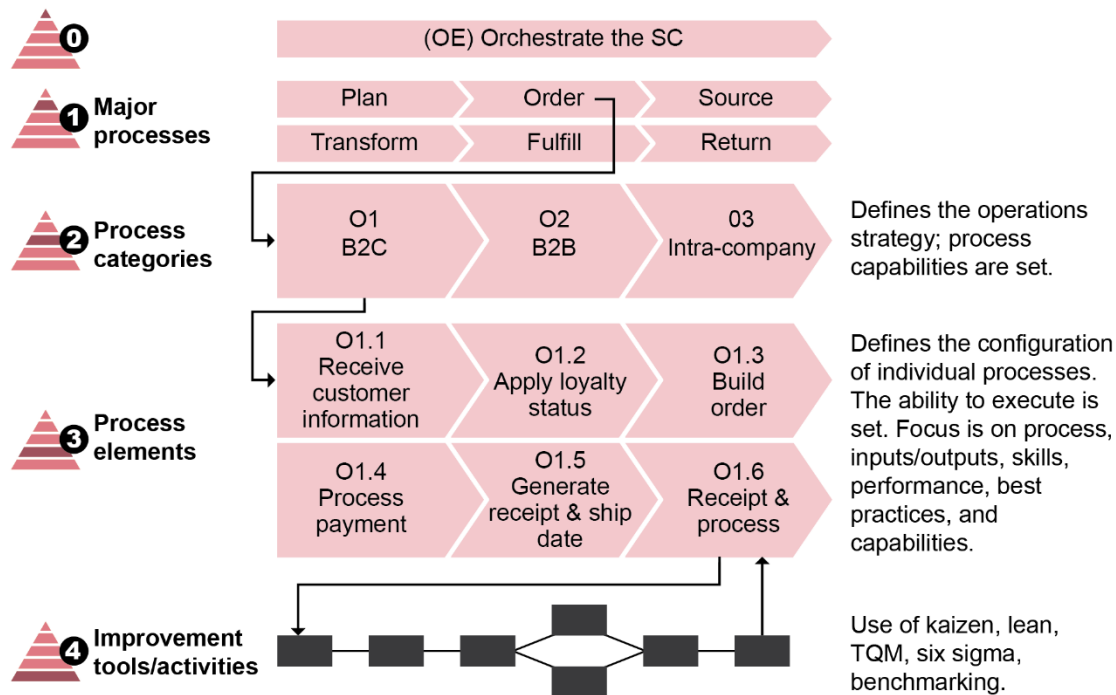 0
(OE) Orchestrate the SC
1
Major
processes
Plan
Order
Source
Transform
Fulfill
Return
2
Process
categories
O1
B2C
O2
B2B
03
Intra-company
Defines the operations
strategy; process
capabilities are set.
3
Process
elements
O1.1
Receive
customer
information
O1.2
Apply loyalty
status
O1.3
Build
order
O1.4
Process
payment
O1.5
Generate
receipt & ship
date
O1.6
Receipt &
process
Defines the configuration
of individual processes.
The ability to execute is
set. Focus is on process,
inputs/outputs, skills,
performance, best
practices, and
capabilities.
4
Improvement
tools/activities
Use of kaizen, lean,
TQM, six sigma,
benchmarking.